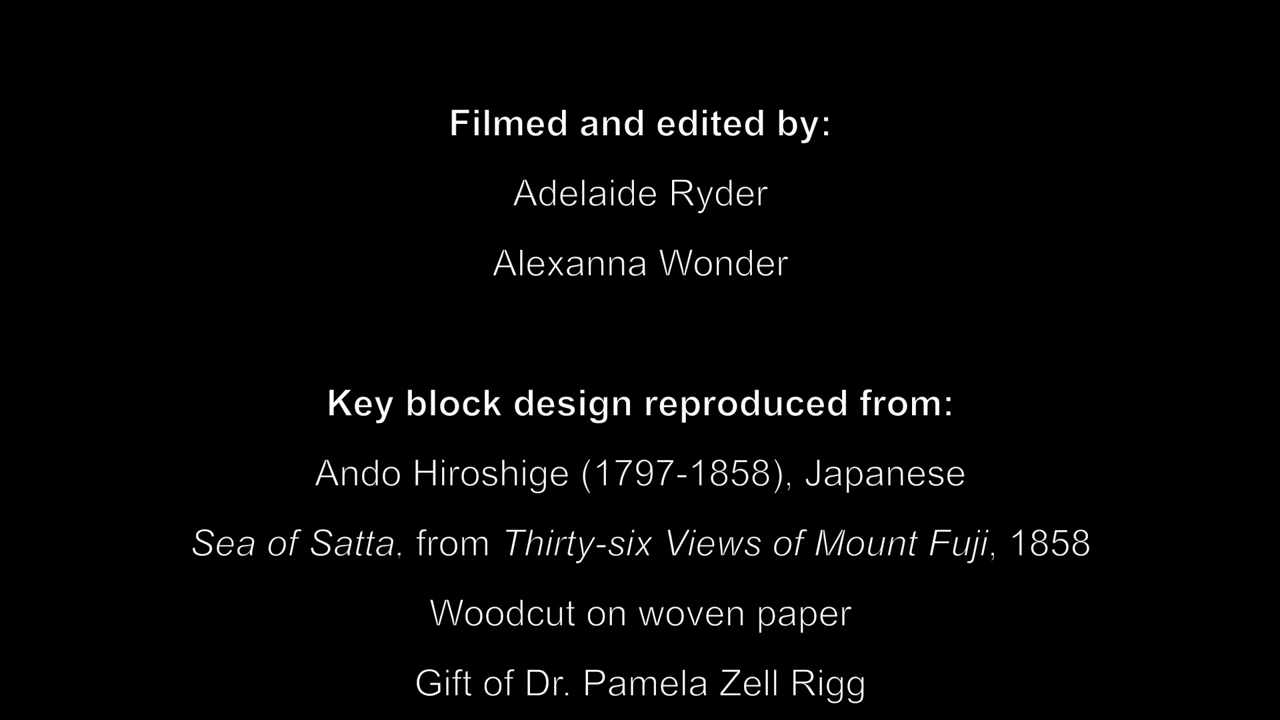 Filmed and edited by:
Adelaide Ryder
Alexanna Wonder
Key block design reproduced from:
Ando Hiroshige (1797-1858), Japanese
Sea of Satta, from Thirty-six Views of Mount Fuji, 1858
Woodcut on woven paper
Gift of Dr. Pamela Zell Rigg